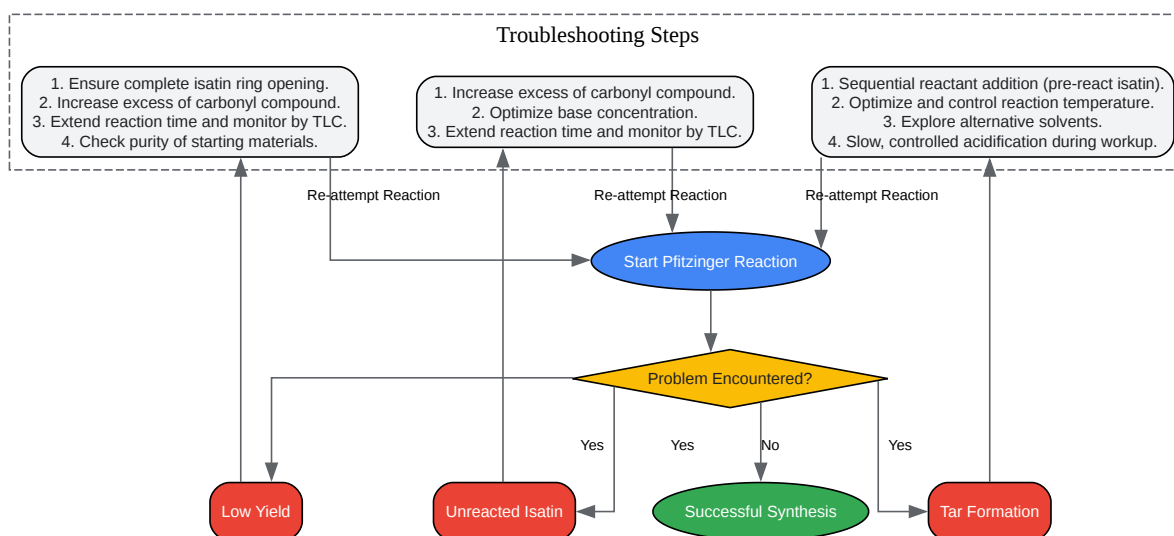 Troubleshooting Steps
1. Ensure complete isatin ring opening.
2. Increase excess of carbonyl compound.
3. Extend reaction time and monitor by TLC.
4. Check purity of starting materials.
1. Increase excess of carbonyl compound.
2. Optimize base concentration.
3. Extend reaction time and monitor by TLC.
1. Sequential reactant addition (pre-react isatin).
2. Optimize and control reaction temperature.
3. Explore alternative solvents.
4. Slow, controlled acidification during workup.
Re-attempt Reaction
Re-attempt Reaction
Re-attempt Reaction
Start Pfitzinger Reaction
Problem Encountered?
Yes
Yes
No
Yes
Low Yield
Unreacted Isatin
Successful Synthesis
Tar Formation